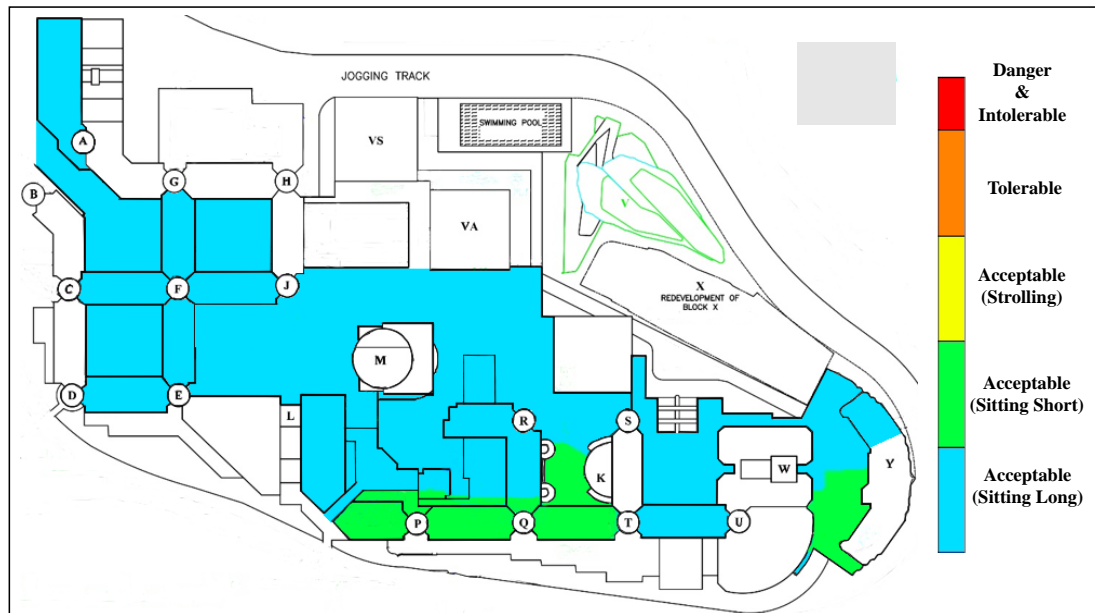 JOGGING TRACK
SWIMMING POOL
VS
A
G
H
B
VA
V
C
F
J
X
REDEVELOPMENT OF
BLOCK X
M
D
E
L
R
S
K
W
Y
P
Q
T
U
Danger
&
Intolerable
Tolerable
Acceptable
(Strolling)
Acceptable
(Sitting Short)
Acceptable
(Sitting Long)